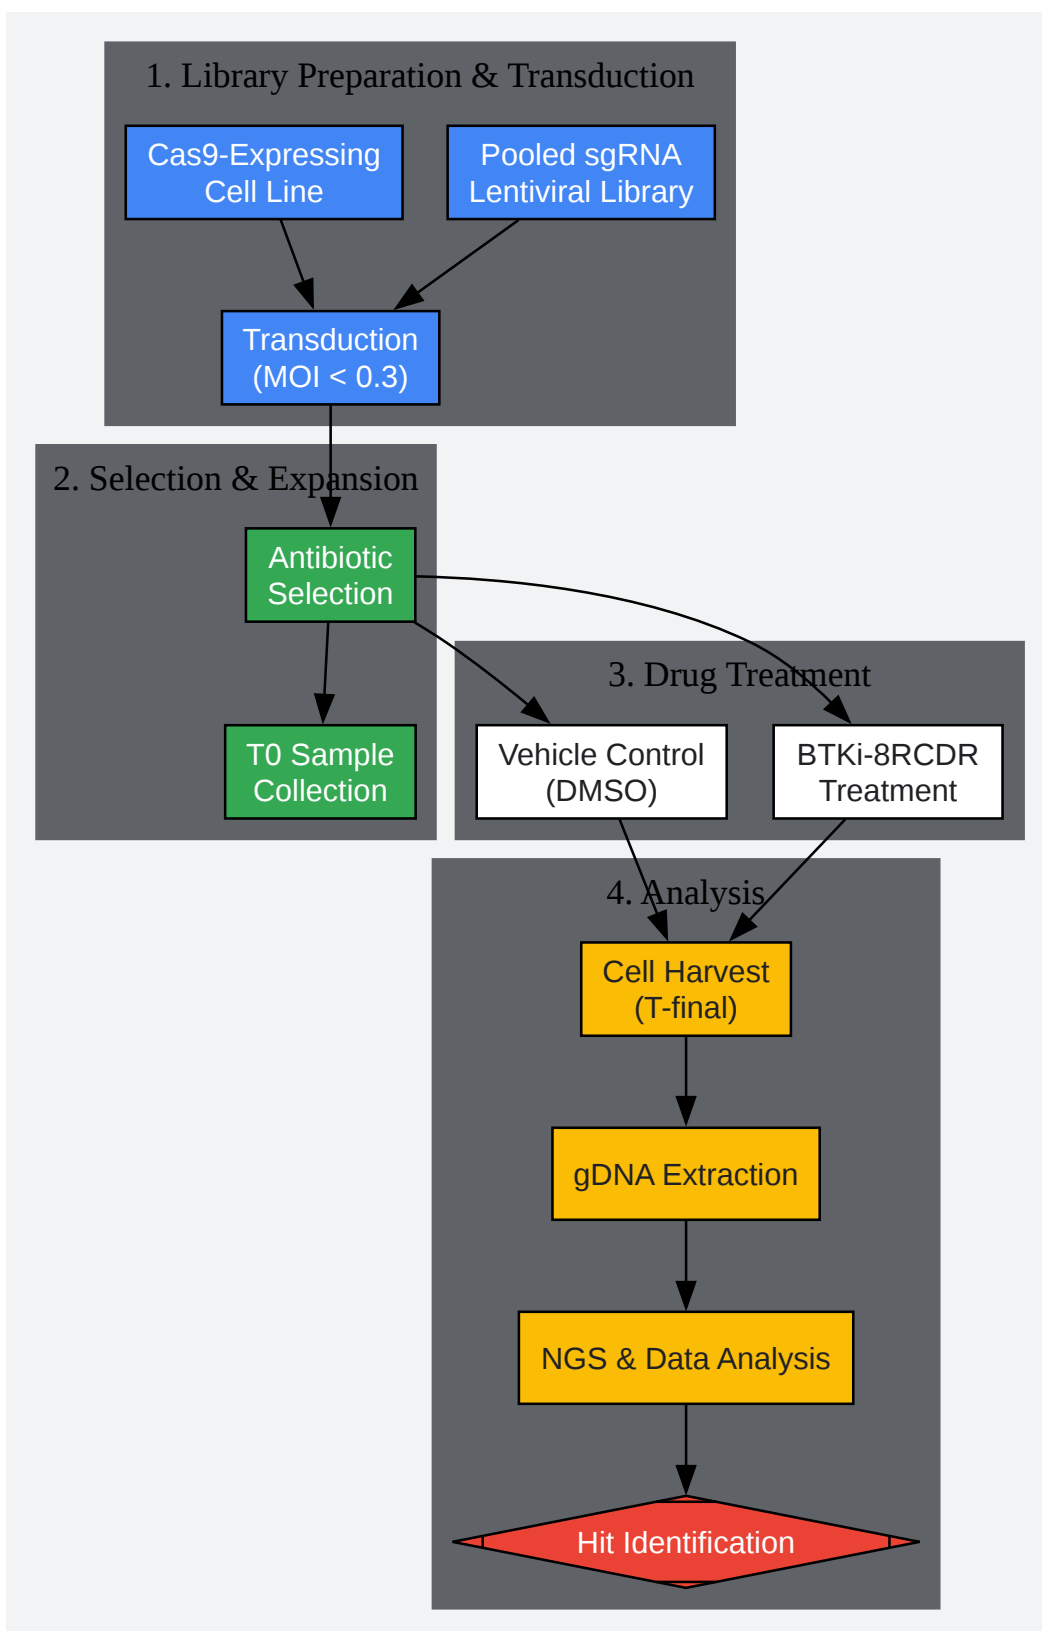 1. Library Preparation & Transduction
Cas9-Expressing
Cell Line
Pooled sgRNA
Lentiviral Library
Transduction
(MOI < 0.3)
2. Selection & Expansion
Antibiotic
Selection
T0 Sample
Collection
3. Drug Treatment
Vehicle Control
(DMSO)
BTKi-8RCDR
Treatment
4. Analysis
Cell Harvest
(T-final)
gDNA Extraction
NGS & Data Analysis
Hit Identification